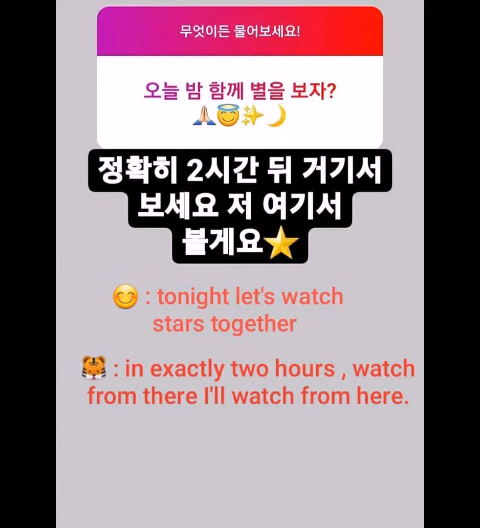 무엇이든 물어보세요!
오늘 밤 함께 별을 보자?
🙏🏻😇✨🌙
정확히 2시간 뒤 거기서
보세요 저 여기서
볼게요⭐
😊 : tonight let's watch
stars together
🐯 : in exactly two hours , watch
from there I'll watch from here.